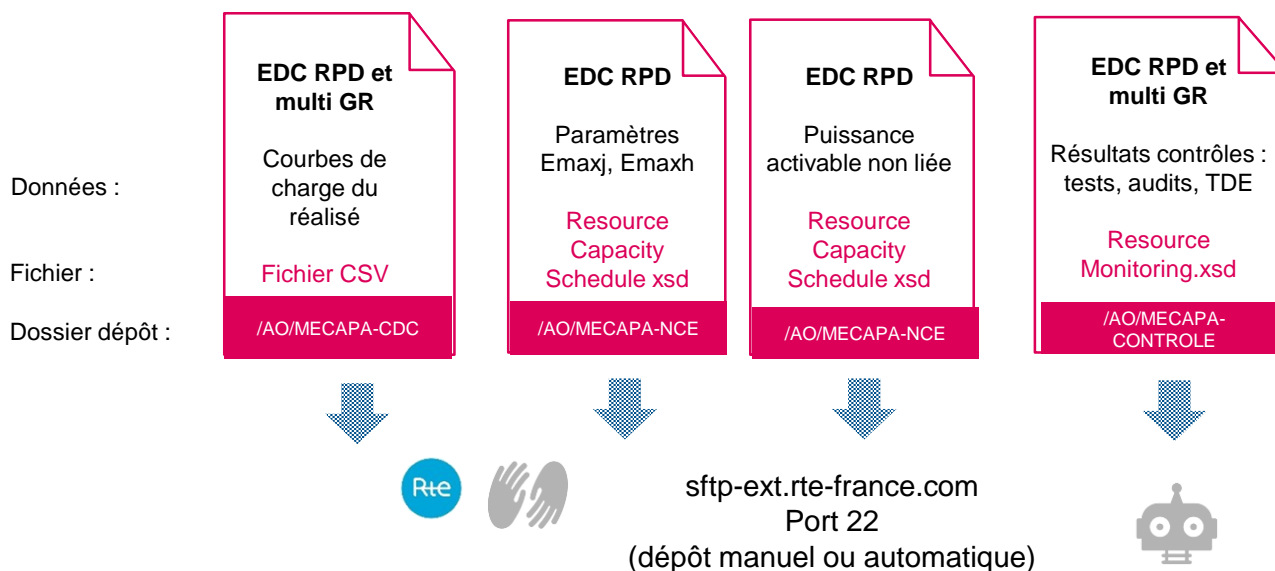 EDC RPD et
multi GR
Courbes de
charge du
réalisé
Fichier CSV
/AO/MECAPA-CDC
EDC RPD
Paramètres
Emaxj, Emaxh
Resource
Capacity
Schedule xsd
/AO/MECAPA-NCE
EDC RPD
Puissance
activable non liée
Resource
Capacity
Schedule xsd
/AO/MECAPA-NCE
EDC RPD et
multi GR
Résultats contrôles :
tests, audits, TDE
Resource
Monitoring.xsd
/AO/MECAPA-
CONTROLE
Données :
Fichier :
Dossier dépôt :
Rte
sftp-ext.rte-france.com
Port 22
(dépôt manuel ou automatique)